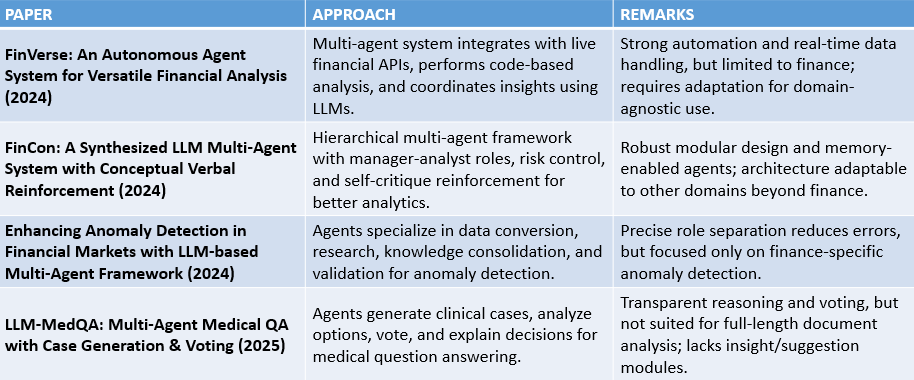 PAPER
APPROACH
REMARKS
FinVerse: An Autonomous Agent
System for Versatile Financial Analysis
(2024)
Multi-agent system integrates with live
financial APIs, performs code-based
analysis, and coordinates insights using
LLMs.
Strong automation and real-time data
handling, but limited to finance;
requires adaptation for domain-
agnostic use.
FinCon: A Synthesized LLM Multi-Agent
System with Conceptual Verbal
Reinforcement (2024)
Hierarchical multi-agent framework
with manager-analyst roles, risk control,
and self-critique reinforcement for
better analytics.
Robust modular design and memory-
enabled agents; architecture adaptable
to other domains beyond finance.
Enhancing Anomaly Detection in
Financial Markets with LLM-based
Multi-Agent Framework (2024)
Agents specialize in data conversion,
research, knowledge consolidation, and
validation for anomaly detection.
Precise role separation reduces errors,
but focused only on finance-specific
anomaly detection.
LLM-MedQA: Multi-Agent Medical QA
with Case Generation & Voting (2025)
Agents generate clinical cases, analyze
options, vote, and explain decisions for
medical question answering.
Transparent reasoning and voting, but
not suited for full-length document
analysis; lacks insight/suggestion
modules.